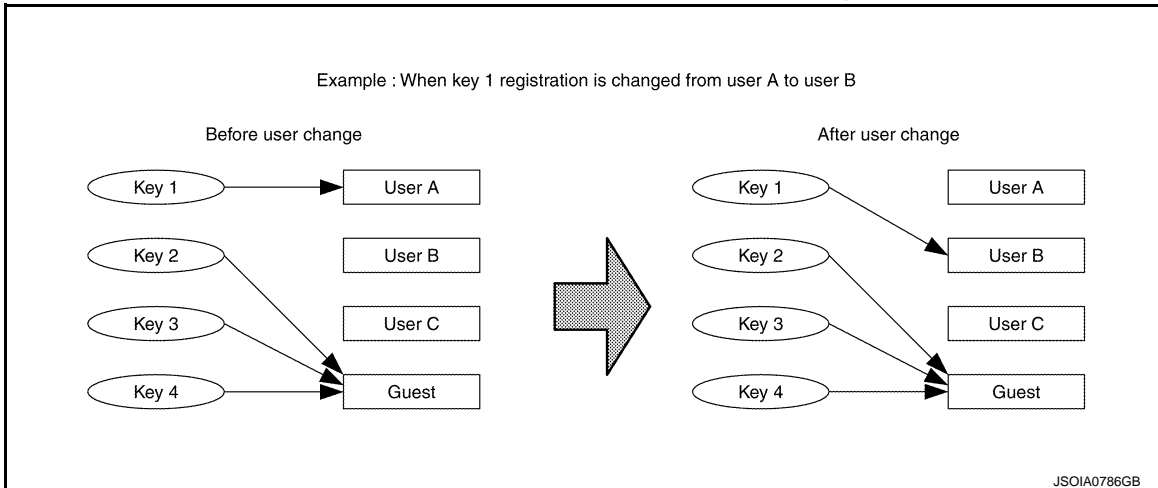 Example : When key 1 registration is changed from user A to user B
Before user change
After user change
Key 1
User A
Key 2
User B
Key 3
User C
Key 4
Guest
Key 1
User A
Key 2
User B
Key 3
User C
Key 4
Guest
JSOIA0786GB